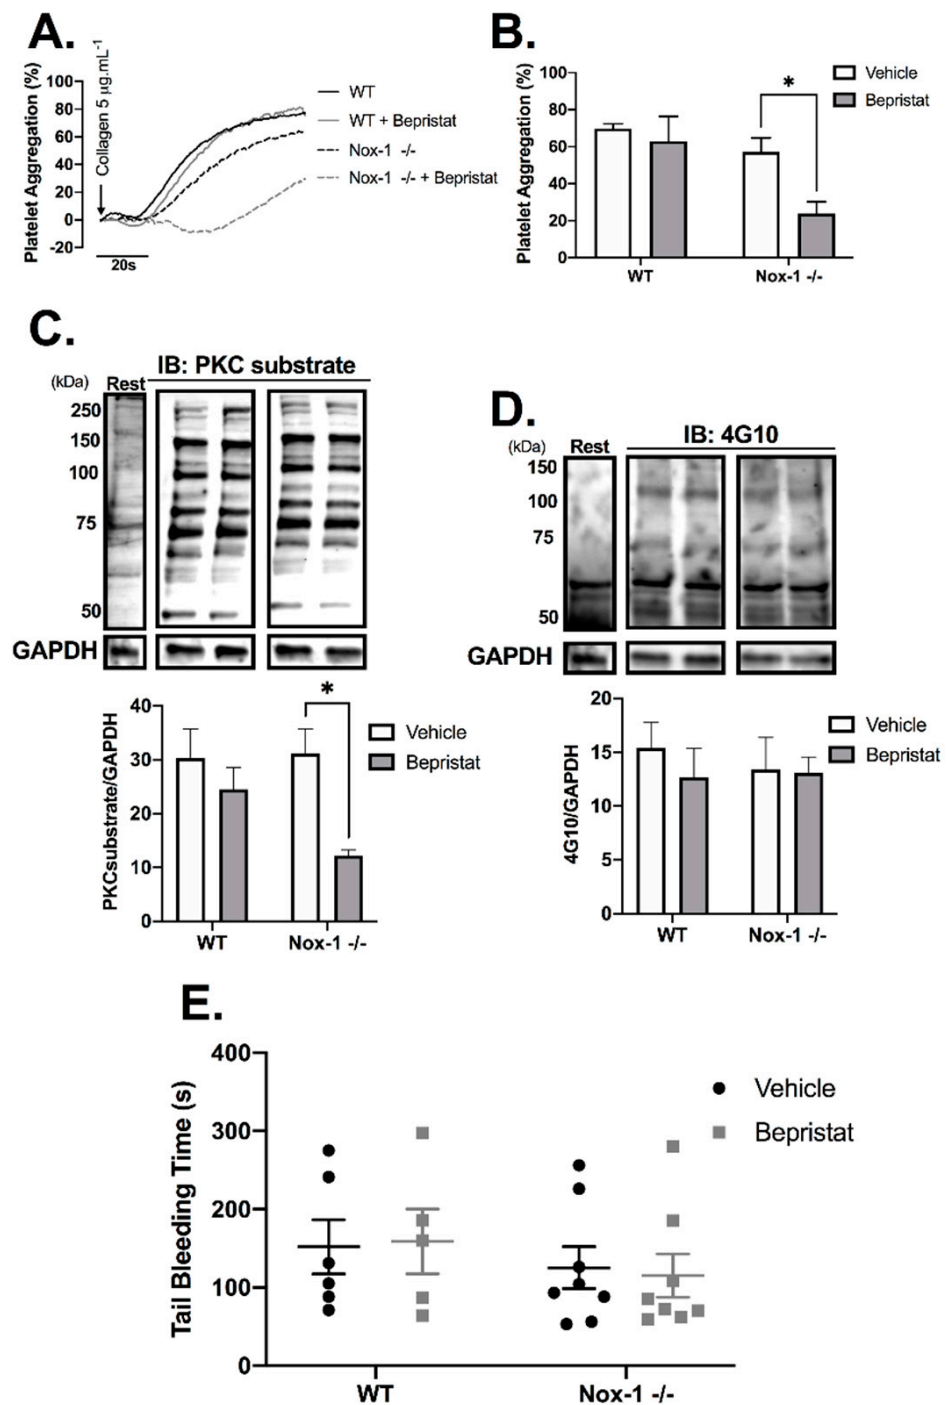 A.
Platelet Aggregation (%)
100
80
60
40
20
0
-20
Collagen 5 µg.mL-1
20s
WT
WT + Bepristat
Nox-1 -/-
Nox-1 -/- + Bepristat
B.
Platelet Aggregation (%)
100
80
60
40
20
0
*
Vehicle
Bepristat
WT
Nox-1 -/-
C.
IB: PKC substrate
(kDa)
Rest
250
150
100
75
50
GAPDH
PKCsubstrate/GAPDH
40
30
20
10
0
*
Vehicle
Bepristat
WT
Nox-1 -/-
D.
IB: 4G10
(kDa)
Rest
150
100
75
50
GAPDH
4G10/GAPDH
20
15
10
5
0
Vehicle
Bepristat
WT
Nox-1 -/-
E.
Tail Bleeding Time (s)
400
300
200
100
0
Vehicle
Bepristat
WT
Nox-1 -/-